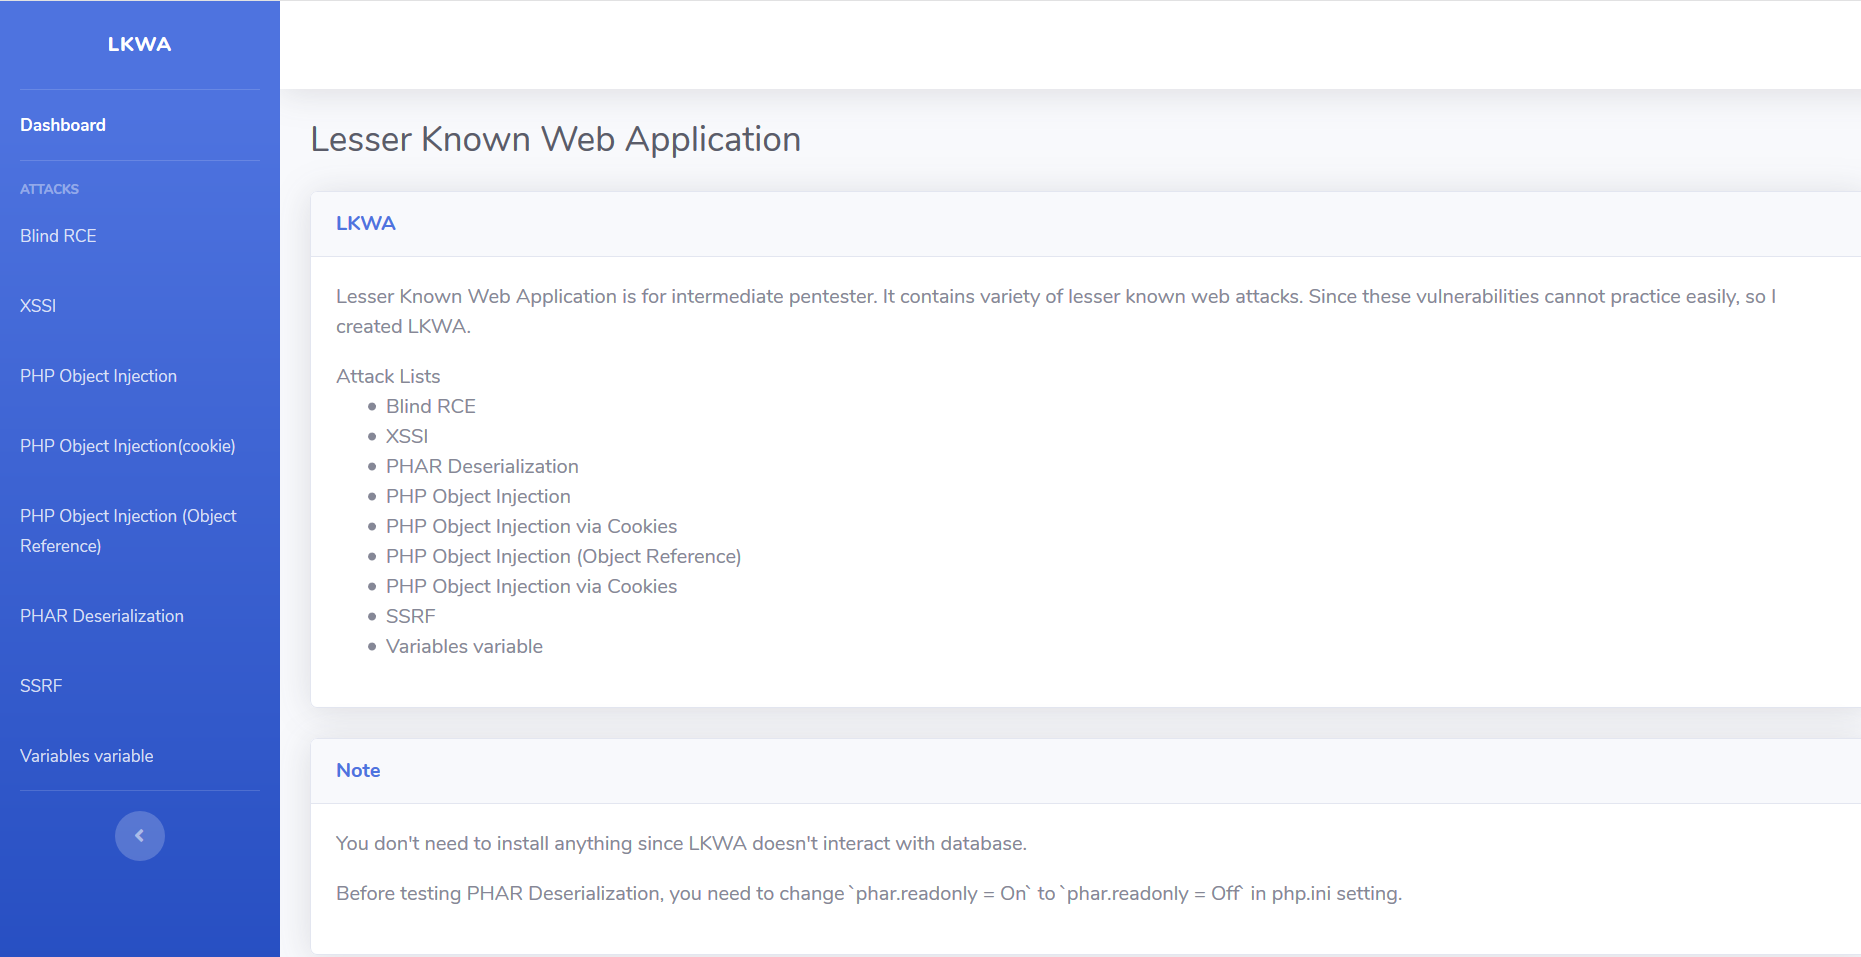 LKWA
Dashboard
ATTACKS
Blind RCE
XSSI
PHP Object Injection
PHP Object Injection(cookie)
PHP Object Injection (Object
Reference)
PHAR Deserialization
SSRF
Variables variable
Lesser Known Web Application
LKWA
Lesser Known Web Application is for intermediate pentester. It contains variety of lesser known web attacks. Since these vulnerabilities cannot practice easily, so I
created LKWA.
Attack Lists
Blind RCE
XSSI
PHAR Deserialization
PHP Object Injection
PHP Object Injection via Cookies
PHP Object Injection (Object Reference)
PHP Object Injection via Cookies
SSRF
Variables variable
Note
You don't need to install anything since LKWA doesn't interact with database.
Before testing PHAR Deserialization, you need to change `phar.readonly = On` to `phar.readonly = Off` in php.ini setting.